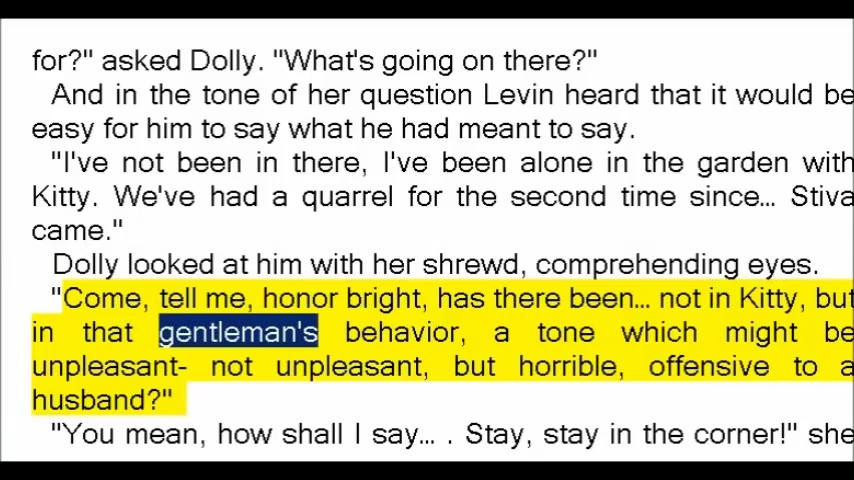 for?" asked Dolly. "What's going on there?"
And in the tone of her question Levin heard that it would be
easy for him to say what he had meant to say.
"I've not been in there, I've been alone in the garden with
Kitty. We've had a quarrel for the second time since... Stiva
came."
Dolly looked at him with her shrewd, comprehending eyes.
"Come, tell me, honor bright, has there been... not in Kitty, but
in that gentleman's behavior, a tone which might be
unpleasant- not unpleasant, but horrible, offensive to a
husband?"
"You mean, how shall I say... . Stay, stay in the corner!" she